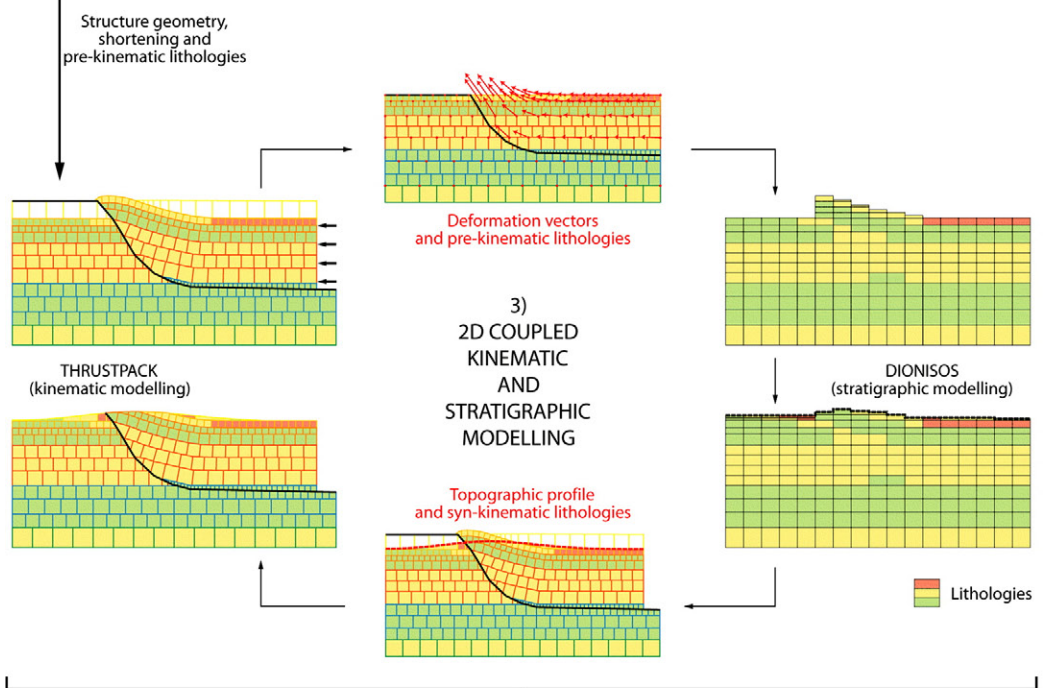 Structure geometry,
shortening and
pre-kinematic lithologies
Deformation vectors
and pre-kinematic lithologies
3)
2D COUPLED
KINEMATIC
AND
STRATIGRAPHIC
MODELLING
THRUSTPACK
(kinematic modelling)
DIONISOS
(stratigraphic modelling)
Topographic profile
and syn-kinematic lithologies
Lithologies